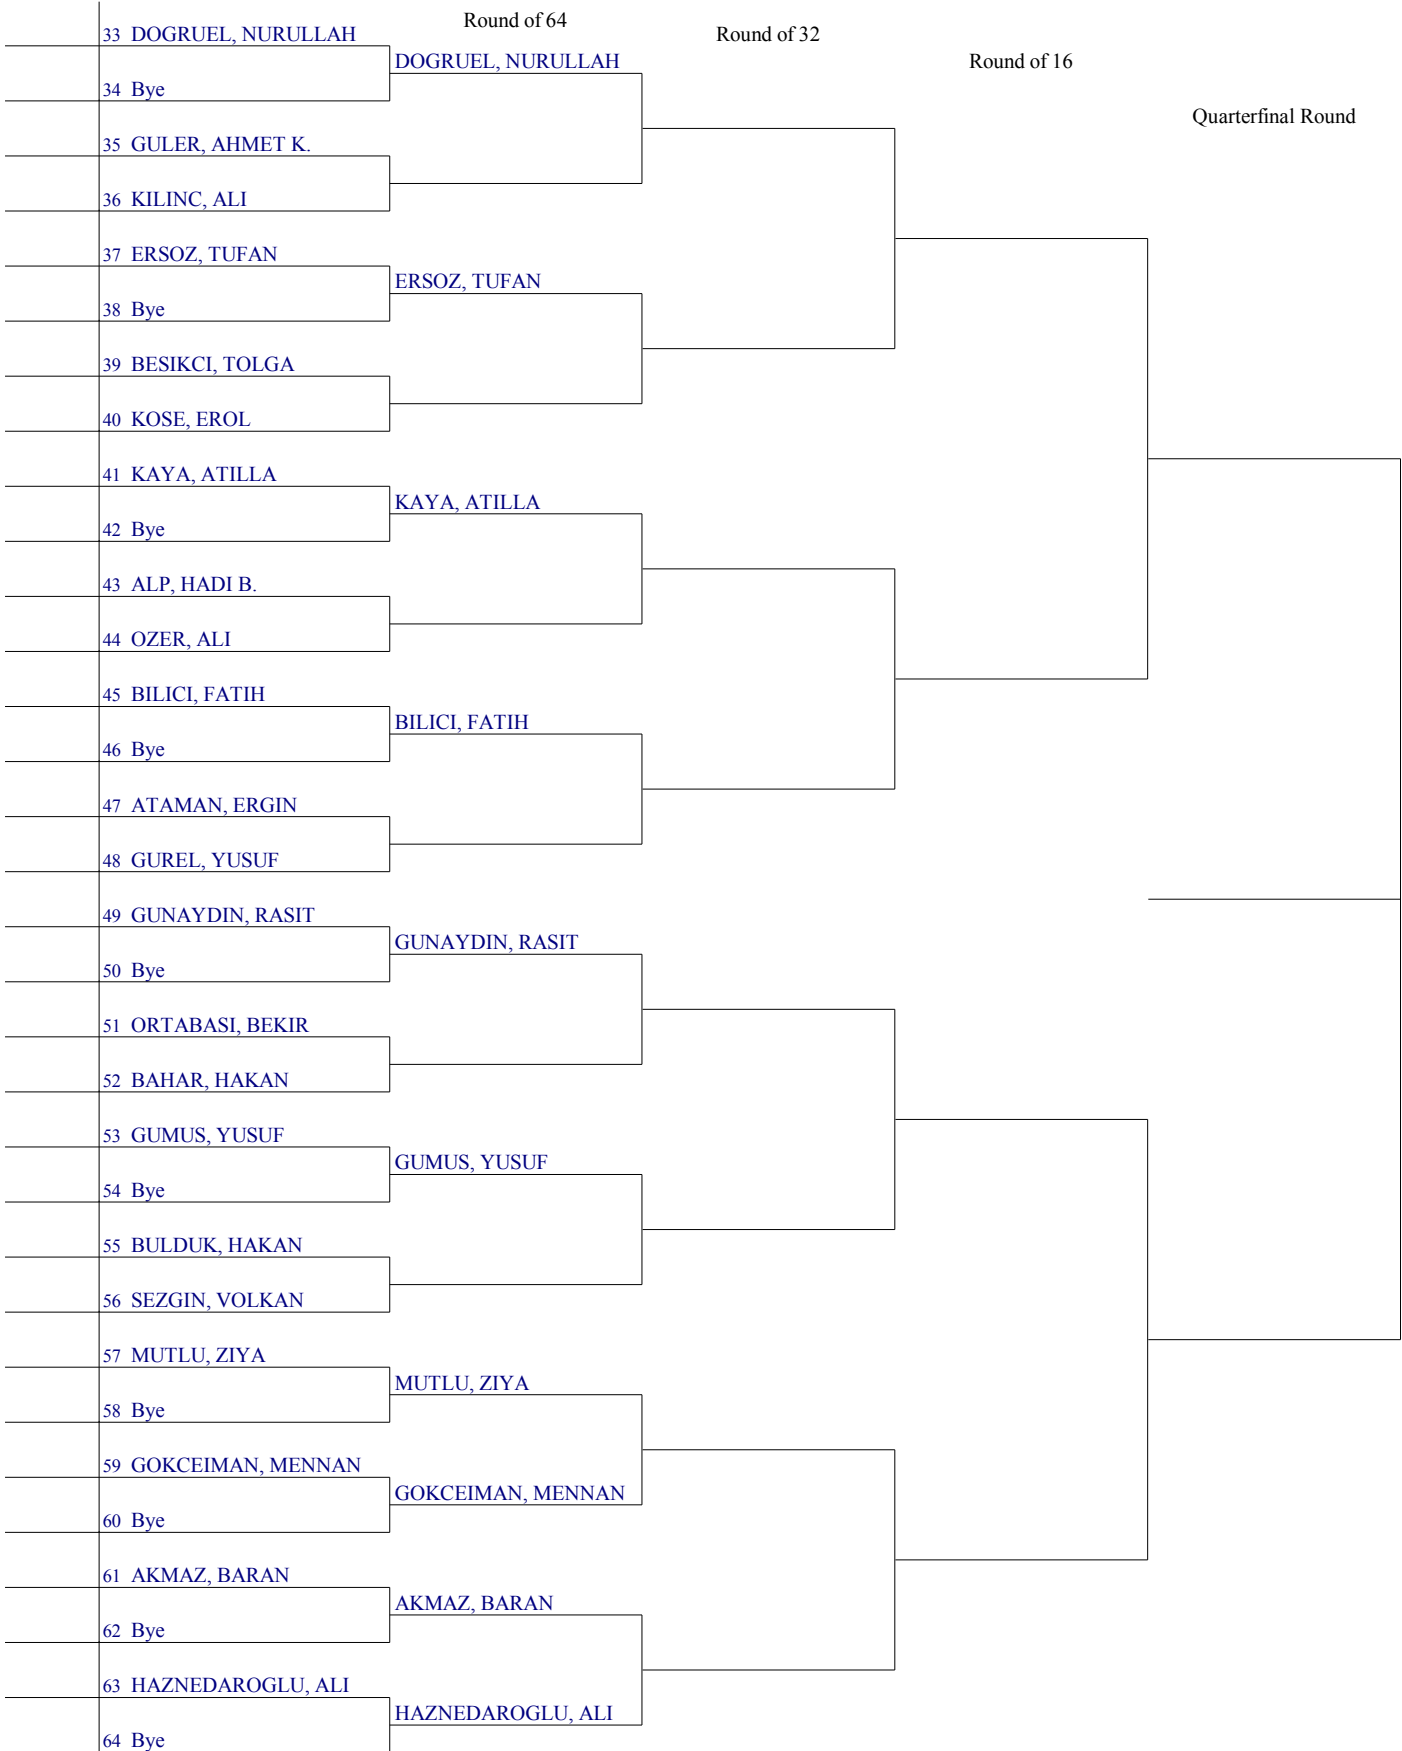 Round of 64
Round of 32
Round of 16
Quarterfinal Round
33 DOGRUEL, NURULLAH
DOGRUEL, NURULLAH
34 Bye
35 GULER, AHMET K.
36 KILINC, ALI
37 ERSOZ, TUFAN
ERSOZ, TUFAN
38 Bye
39 BESIKCI, TOLGA
40 KOSE, EROL
41 KAYA, ATILLA
KAYA, ATILLA
42 Bye
43 ALP, HADI B.
44 OZER, ALI
45 BILICI, FATIH
BILICI, FATIH
46 Bye
47 ATAMAN, ERGIN
48 GUREL, YUSUF
49 GUNAYDIN, RASIT
GUNAYDIN, RASIT
50 Bye
51 ORTABASI, BEKIR
52 BAHAR, HAKAN
53 GUMUS, YUSUF
GUMUS, YUSUF
54 Bye
55 BULDUK, HAKAN
56 SEZGIN, VOLKAN
57 MUTLU, ZIYA
MUTLU, ZIYA
58 Bye
59 GOKCEIMAN, MENNAN
GOKCEIMAN, MENNAN
60 Bye
61 AKMAZ, BARAN
AKMAZ, BARAN
62 Bye
63 HAZNEDAROGLU, ALI
HAZNEDAROGLU, ALI
64 Bye